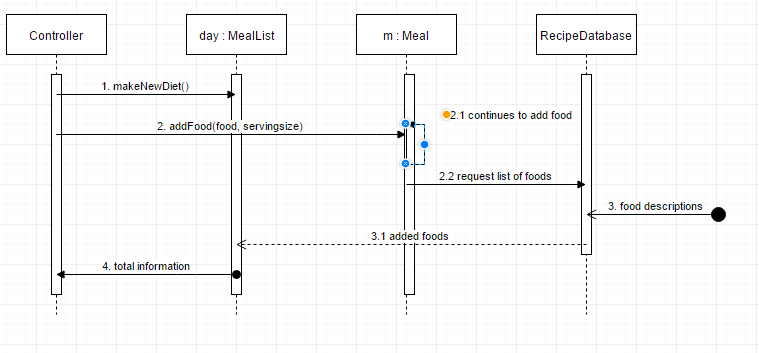 Controller
day : MealList
m : Meal
RecipeDatabase
1. makeNewDiet()
2.1 continues to add food
2. addFood(food, servingsize)
2.2 request list of foods
3. food descriptions
3.1 added foods
4. total information